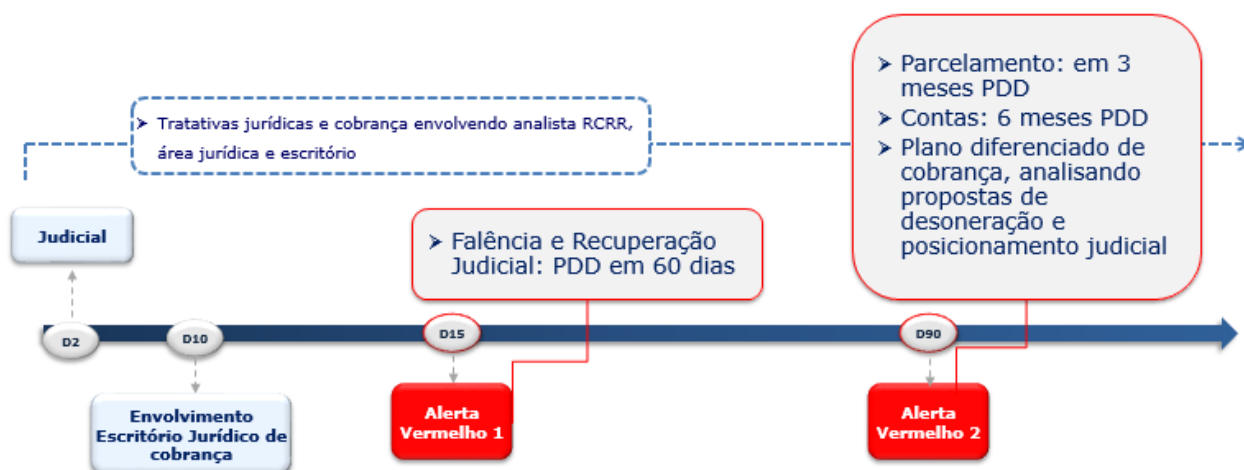 ➤ Tratativas jurídicas e cobrança envolvendo analista RCRR,
área jurídica e escritório
➤ Parcelamento: em 3
meses PDD
➤ Contas: 6 meses PDD
➤ Plano diferenciado de
cobrança, analisando
propostas de
desoneração e
posicionamento judicial
Judicial
➤ Falência e Recuperação
Judicial: PDD em 60 dias
D2
D10
D15
D90
Envolvimento
Escritório Jurídico de
cobrança
Alerta
Vermelho 1
Alerta
Vermelho 2